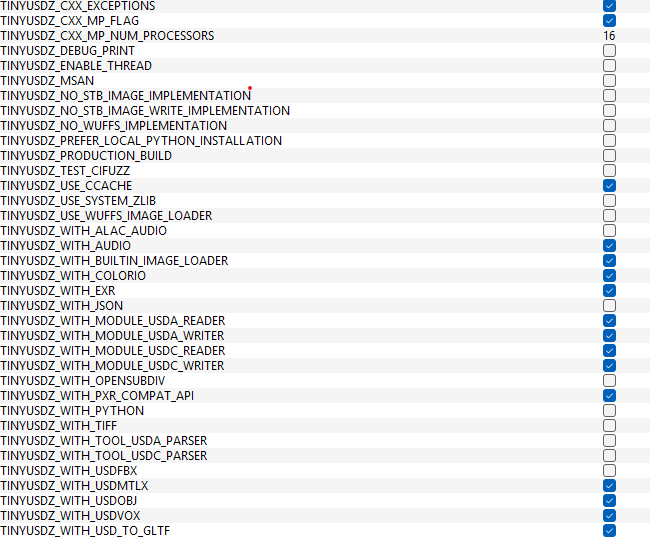 TINYUSDZ_CXX_EXCEPTIONS
TINYUSDZ_CXX_MP_FLAG
TINYUSDZ_CXX_MP_NUM_PROCESSORS 16
TINYUSDZ_DEBUG_PRINT
TINYUSDZ_ENABLE_THREAD
TINYUSDZ_MSAN
TINYUSDZ_NO_STB_IMAGE_IMPLEMENTATION
TINYUSDZ_NO_STB_IMAGE_WRITE_IMPLEMENTATION
TINYUSDZ_NO_WUFFS_IMPLEMENTATION
TINYUSDZ_PREFER_LOCAL_PYTHON_INSTALLATION
TINYUSDZ_PRODUCTION_BUILD
TINYUSDZ_TEST_CIFUZZ
TINYUSDZ_USE_CCACHE
TINYUSDZ_USE_SYSTEM_ZLIB
TINYUSDZ_USE_WUFFS_IMAGE_LOADER
TINYUSDZ_WITH_ALAC_AUDIO
TINYUSDZ_WITH_AUDIO
TINYUSDZ_WITH_BUILTIN_IMAGE_LOADER
TINYUSDZ_WITH_COLORIO
TINYUSDZ_WITH_EXR
TINYUSDZ_WITH_JSON
TINYUSDZ_WITH_MODULE_USDA_READER
TINYUSDZ_WITH_MODULE_USDA_WRITER
TINYUSDZ_WITH_MODULE_USDC_READER
TINYUSDZ_WITH_MODULE_USDC_WRITER
TINYUSDZ_WITH_OPENSUBDIV
TINYUSDZ_WITH_PXR_COMPAT_API
TINYUSDZ_WITH_PYTHON
TINYUSDZ_WITH_TIFF
TINYUSDZ_WITH_TOOL_USDA_PARSER
TINYUSDZ_WITH_TOOL_USDC_PARSER
TINYUSDZ_WITH_USDFBX
TINYUSDZ_WITH_USDMTLX
TINYUSDZ_WITH_USDOBJ
TINYUSDZ_WITH_USDVOX
TINYUSDZ_WITH_USD_TO_GLTF